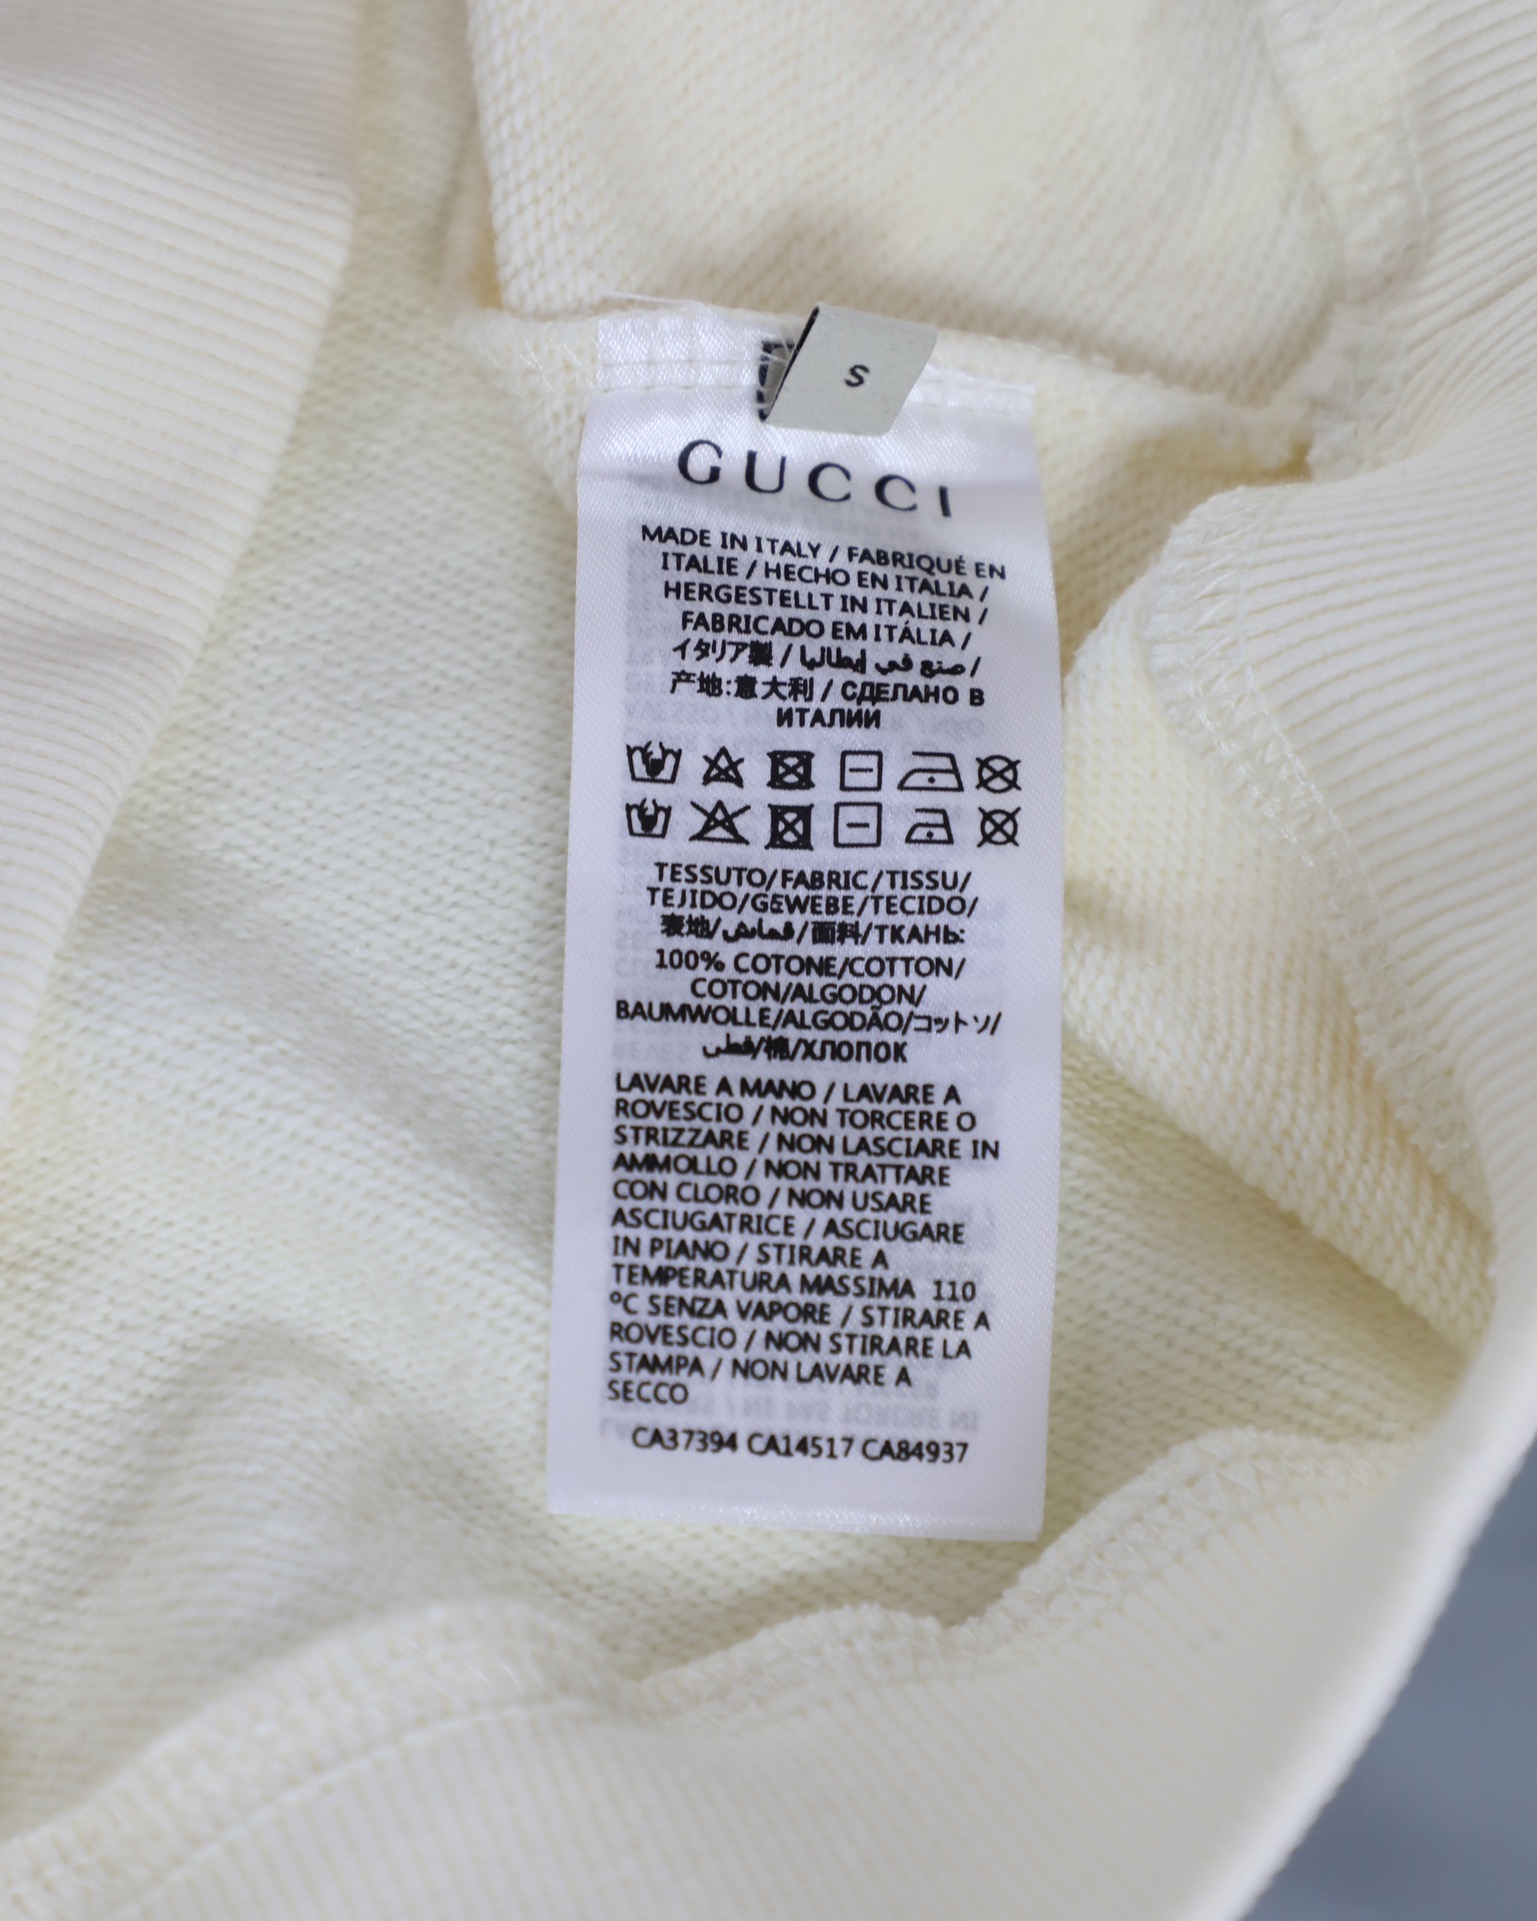 S
GUCCI
MADE IN ITALY / FABRIQUÉ EN
ITALIE / HECHO EN ITALIA /
HERGESTELLT IN ITALIEN /
FABRICADO EM ITÁLIA /
イタリア製 / صنع في إيطاليا /
产地:意大利 / СДЕЛАНО В
ИТАЛИИ
TESSUTO/FABRIC/TISSU/
TEJIDO/GEWEBE/TECIDO/
表地/قماش/面料/ТКАНЬ:
100% COTONE/COTTON/
COTON/ALGODON/
BAUMWOLLE/ALGODÃO/コットソ/
قطن/棉/ХЛОПОК
LAVARE A MANO / LAVARE A
ROVESCIO / NON TORCERE O
STRIZZARE / NON LASCIARE IN
AMMOLLO / NON TRATTARE
CON CLORO / NON USARE
ASCIUGATRICE / ASCIUGARE
IN PIANO / STIRARE A
TEMPERATURA MASSIMA 110
°C SENZA VAPORE / STIRARE A
ROVESCIO / NON STIRARE LA
STAMPA / NON LAVARE A
SECCO
CA37394 CA14517 CA84937